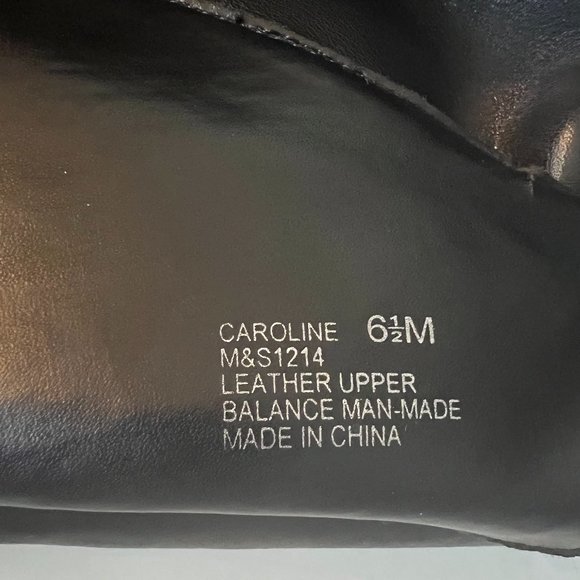 CAROLINE 6½M
M&S1214
LEATHER UPPER
BALANCE MAN-MADE
MADE IN CHINA